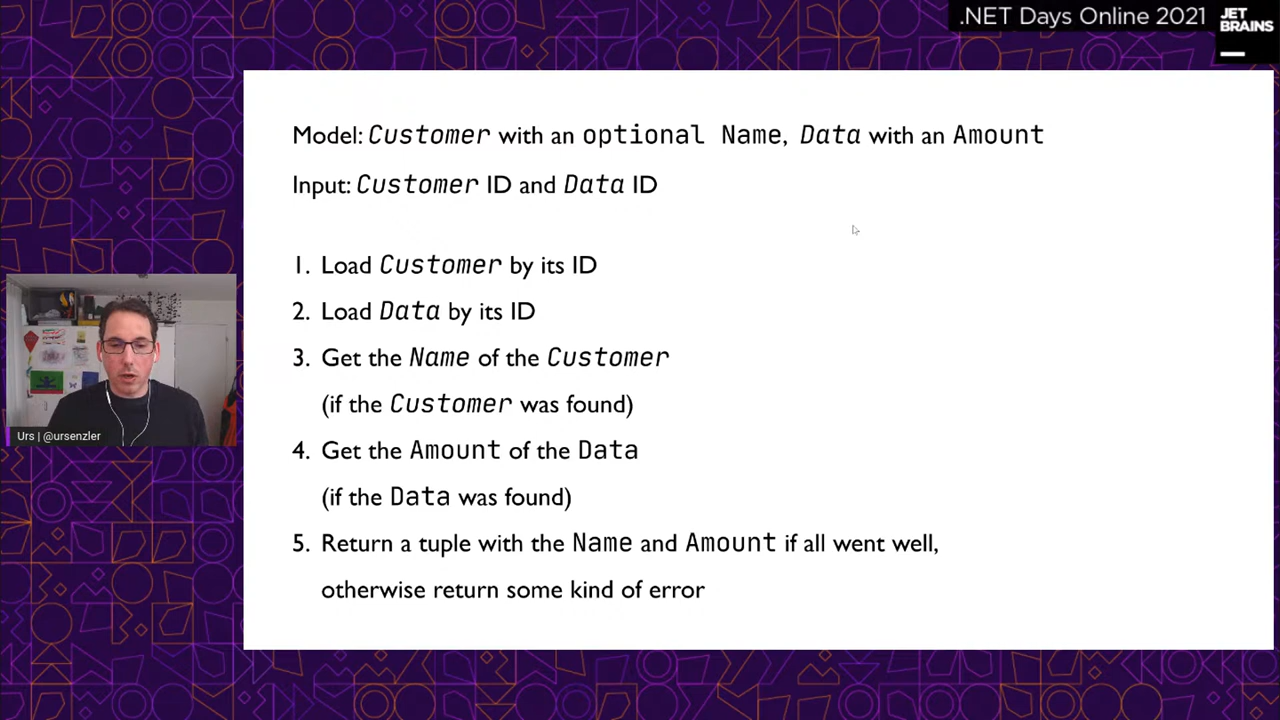 .NET Days Online 2021
JET
BRAINS
Model: Customer with an optional Name, Data with an Amount
Input: Customer ID and Data ID
1. Load Customer by its ID
2. Load Data by its ID
3. Get the Name of the Customer
(if the Customer was found)
4. Get the Amount of the Data
(if the Data was found)
5. Return a tuple with the Name and Amount if all went well,
otherwise return some kind of error
Urs | @ursenzler